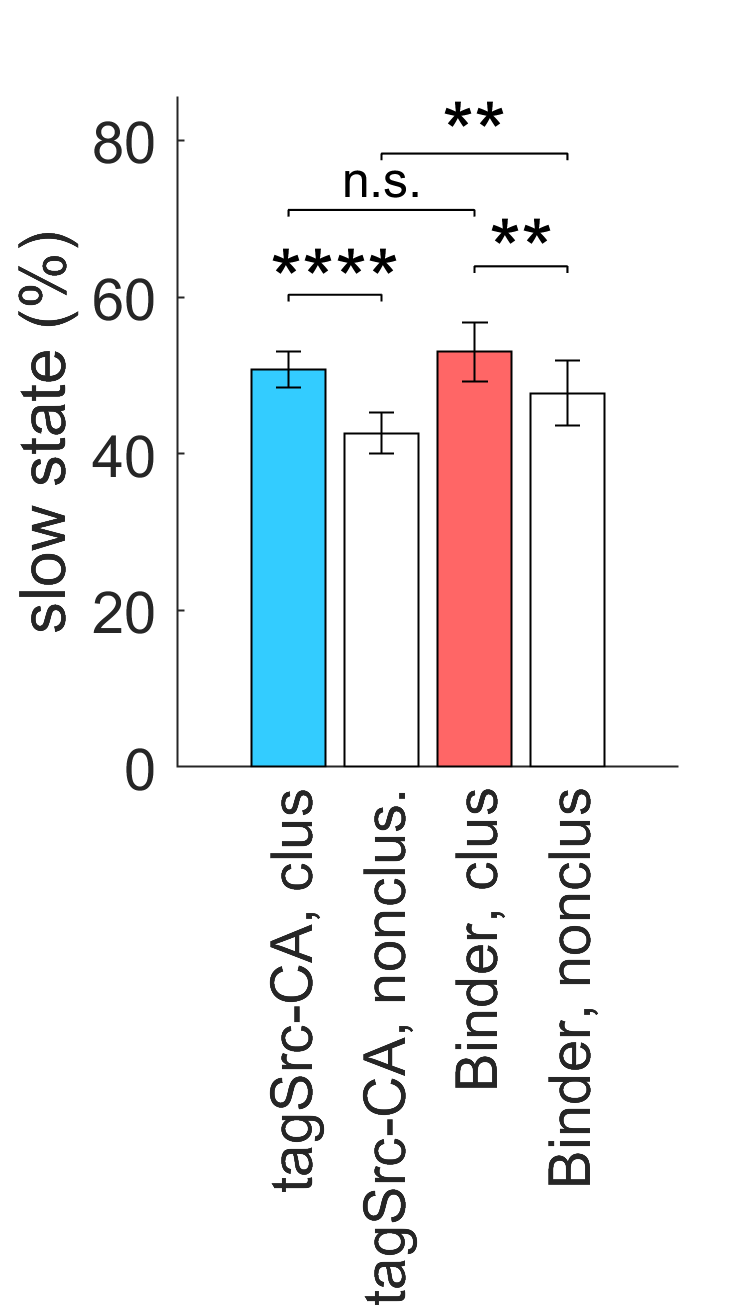 **
n.s.
**
****
80
60
40
20
0
slow state (%)
tagSrc-CA, clus
tagSrc-CA, nonclus.
Binder, clus
Binder, nonclus